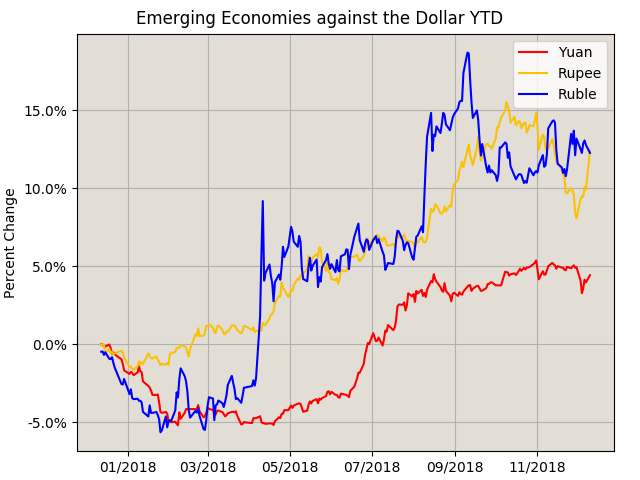 Emerging Economies against the Dollar YTD
Yuan
Rupee
Ruble
Percent Change
15.0%
10.0%
5.0%
0.0%
-5.0%
01/2018 03/2018 05/2018 07/2018 09/2018 11/2018